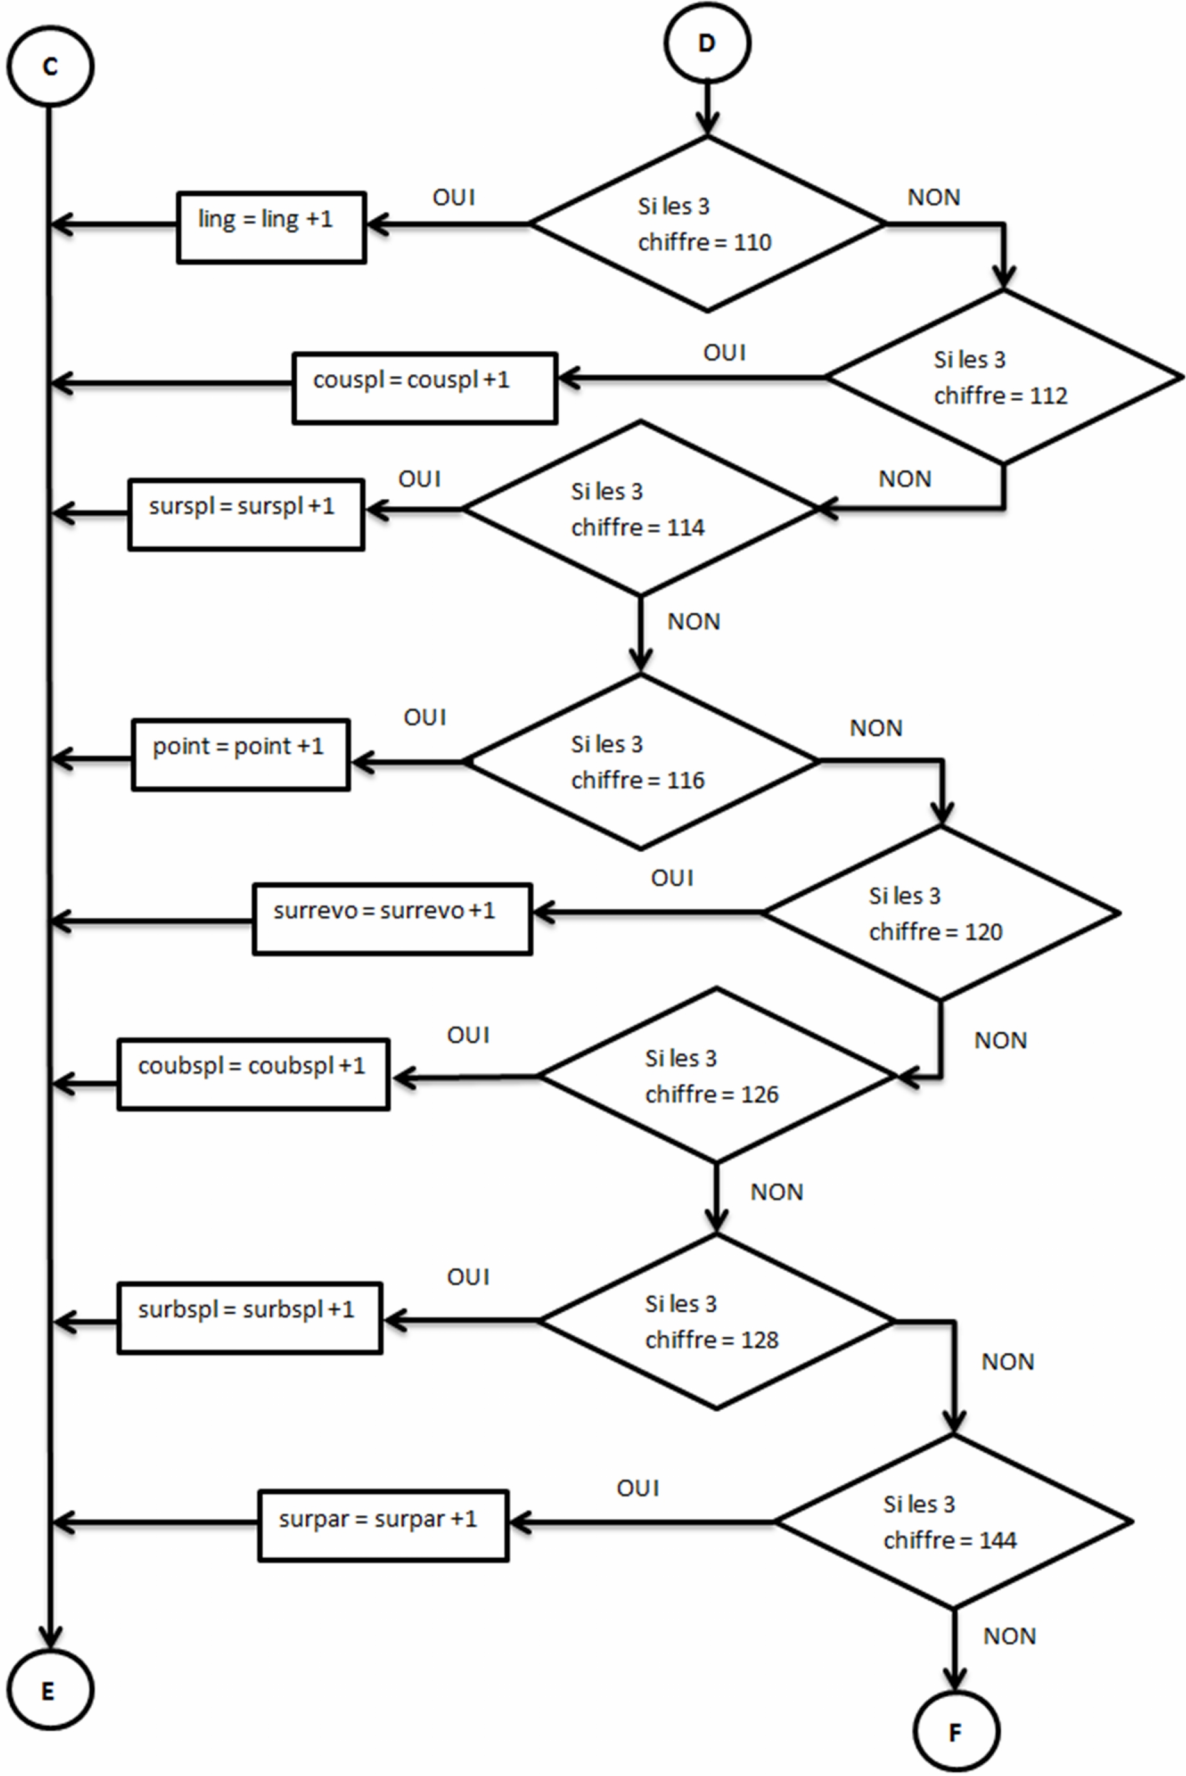 C
D
OUI
NON
ling = ling +1
Si les 3
chiffre = 110
OUI
couspl = couspl +1
Si les 3
chiffre = 112
OUI
NON
surspl = surspl +1
Si les 3
chiffre = 114
NON
OUI
NON
point = point +1
Si les 3
chiffre = 116
OUI
surrevo = surrevo +1
Si les 3
chiffre = 120
OUI
NON
coubspl = coubspl +1
Si les 3
chiffre = 126
NON
OUI
surbspl = surbspl +1
Si les 3
chiffre = 128
NON
OUI
surpar = surpar +1
Si les 3
chiffre = 144
NON
E
F